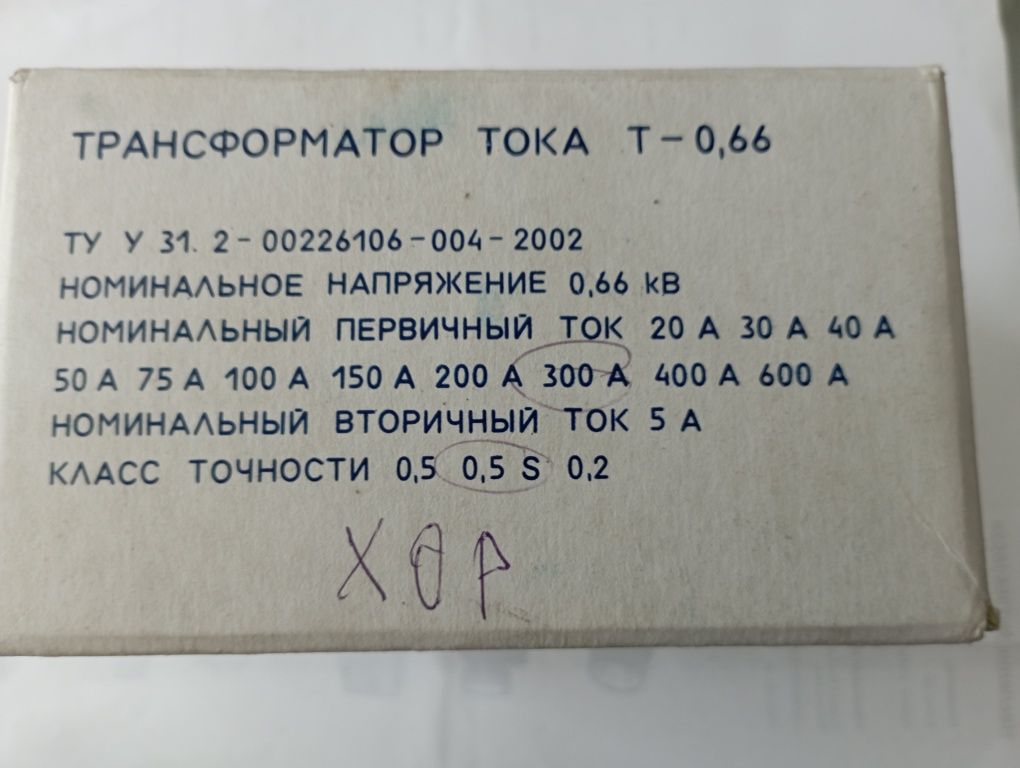 ТРАНСФОРМАТОР ТОКА Т-0,66
ТУ У 31. 2-00226106-004-2002
НОМИНАЛЬНОЕ НАПРЯЖЕНИЕ 0,66 кВ
НОМИНАЛЬНЫЙ ПЕРВИЧНЫЙ ТОК 20 А 30 А 40 А
50 А 75 А 100 А 150 А 200 А 300 А 400 А 600 А
НОМИНАЛЬНЫЙ ВТОРИЧНЫЙ ТОК 5 А
КЛАСС ТОЧНОСТИ 0,5 0,5 S 0,2
ХОР